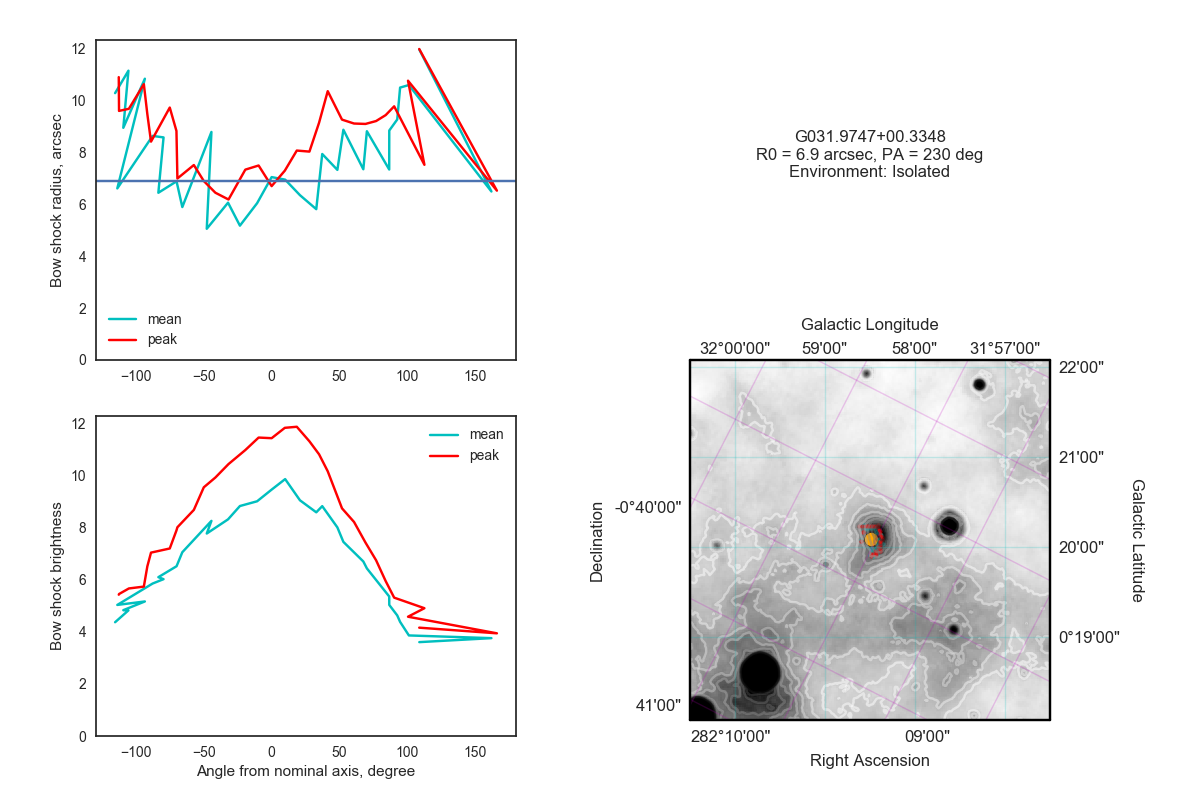 12
10
8
6
4
2
0
Bow shock radius, arcsec
mean
peak
−100 −50 0 50 100 150
G031.9747+00.3348
R0 = 6.9 arcsec, PA = 230 deg
Environment: Isolated
12
10
8
6
4
2
0
Bow shock brightness
mean
peak
−100 −50 0 50 100 150
Angle from nominal axis, degree
Galactic Longitude
32°00'00" 59'00" 58'00" 31°57'00"
22'00"
21'00"
20'00"
0°19'00"
Galactic Latitude
-0°40'00"
41'00"
Declination
282°10'00" 09'00"
Right Ascension